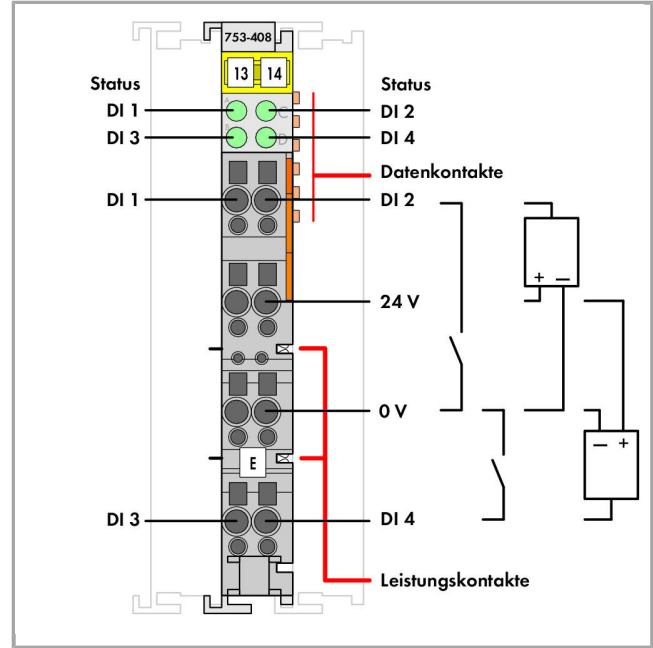 753-408
13 14
Status Status
A C
DI 1 DI 2
DI 3 D DI 4
Datenkontakte
DI 1 DI 2
+ −
24 V
0 V
− +
E
DI 3 DI 4
Leistungskontakte